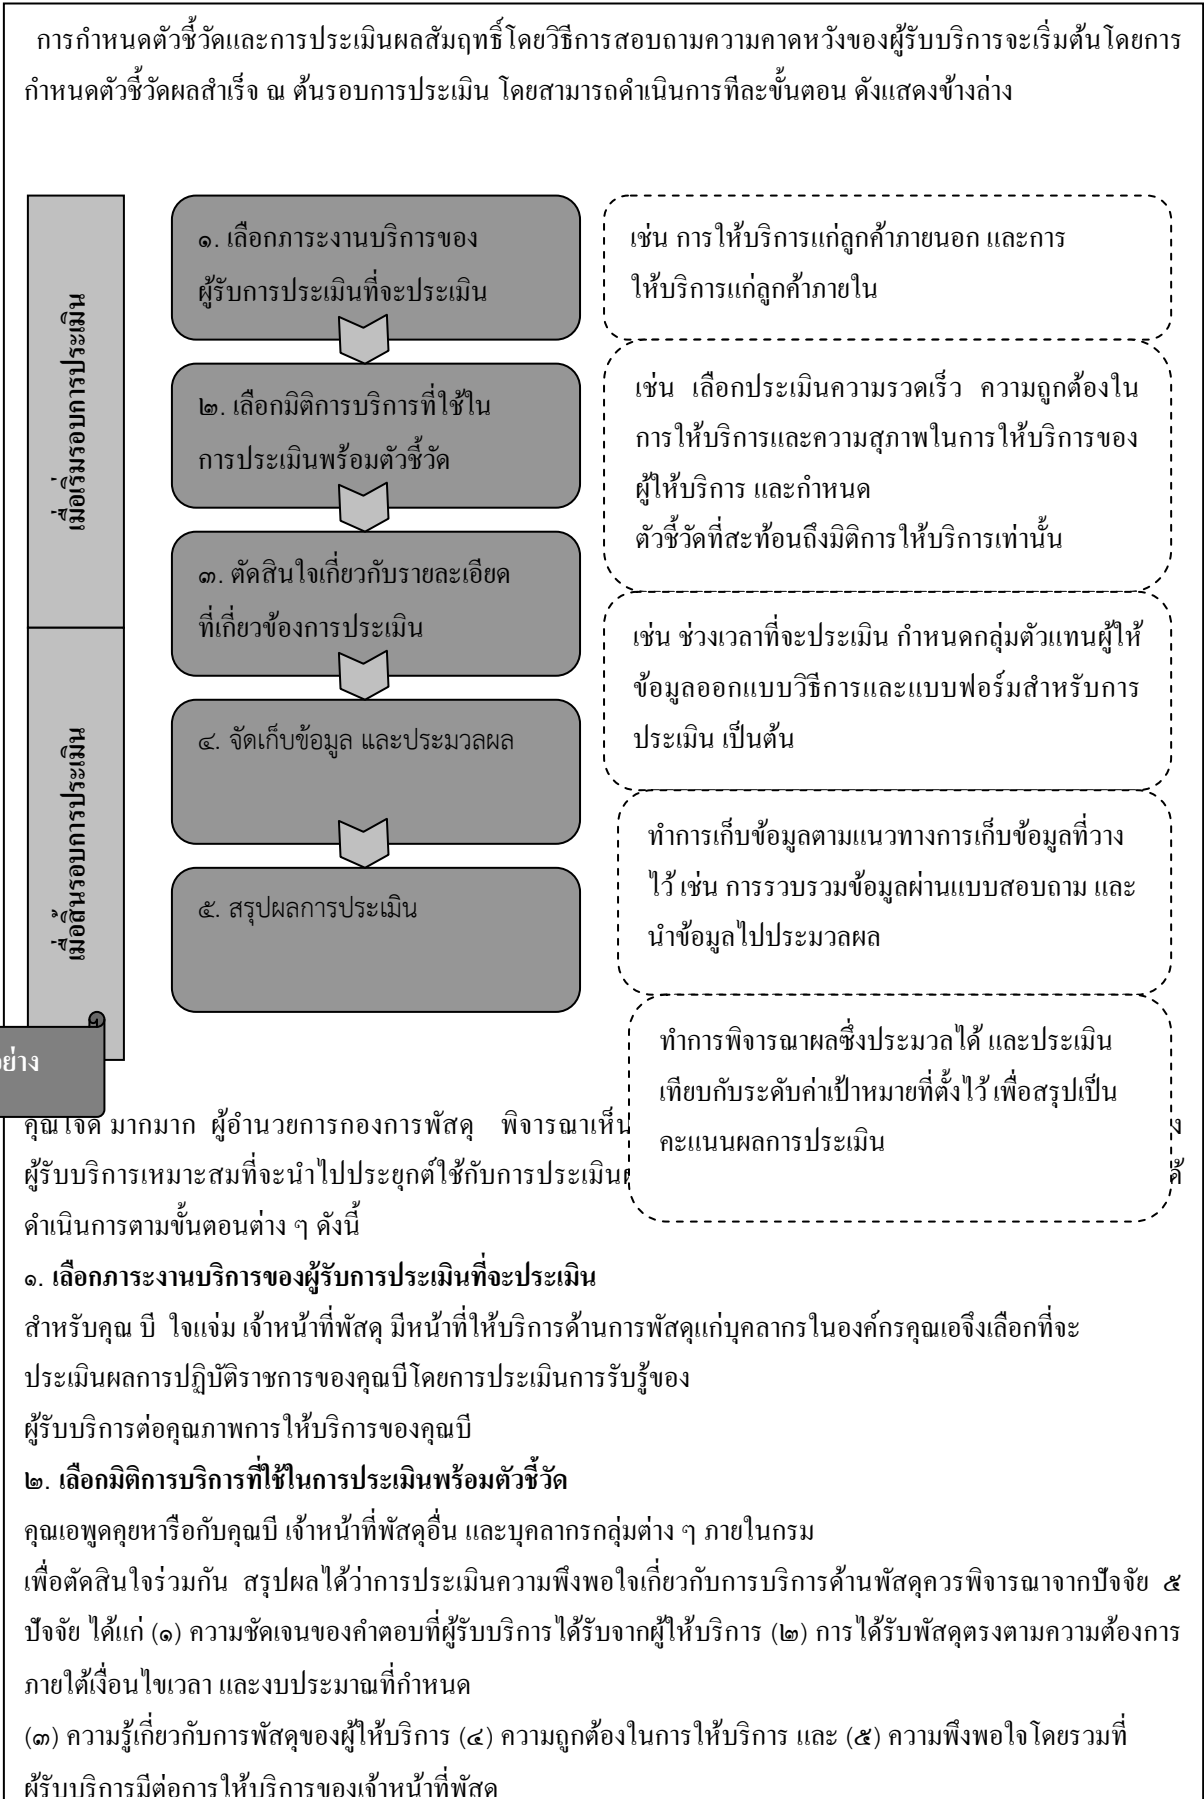 การกำหนดตัวชี้วัดและการประเมินผลสัมฤทธิ์โดยวิธีการสอบถามความคาดหวังของผู้รับบริการจะเริ่มต้นโดยการ
กำหนดตัวชี้วัดผลสำเร็จ ณ ต้นรอบการประเมิน โดยสามารถดำเนินการทีละขั้นตอน ดังแสดงข้างล่าง
เมื่อเริ่มรอบการประเมิน
๑. เลือกภาระงานบริการของ
ผู้รับการประเมินที่จะประเมิน
เช่น การให้บริการแก่ลูกค้าภายนอก และการ
ให้บริการแก่ลูกค้าภายใน
๒. เลือกมิติการบริการที่ใช้ใน
การประเมินพร้อมตัวชี้วัด
เช่น เลือกประเมินความรวดเร็ว ความถูกต้องใน
การให้บริการและความสุภาพในการให้บริการของ
ผู้ให้บริการ และกำหนด
ตัวชี้วัดที่สะท้อนถึงมิติการให้บริการเท่านั้น
๓. ตัดสินใจเกี่ยวกับรายละเอียด
ที่เกี่ยวข้องการประเมิน
เช่น ช่วงเวลาที่จะประเมิน กำหนดกลุ่มตัวแทนผู้ให้
ข้อมูลออกแบบวิธีการและแบบฟอร์มสำหรับการ
ประเมิน เป็นต้น
เมื่อสิ้นรอบการประเมิน
๔. จัดเก็บข้อมูล และประมวลผล
ทำการเก็บข้อมูลตามแนวทางการเก็บข้อมูลที่วาง
ไว้ เช่น การรวบรวมข้อมูลผ่านแบบสอบถาม และ
นำข้อมูลไปประมวลผล
๕. สรุปผลการประเมิน
ทำการพิจารณาผลซึ่งประมวลได้ และประเมิน
เทียบกับระดับค่าเป้าหมายที่ตั้งไว้ เพื่อสรุปเป็น
คะแนนผลการประเมิน
คุณใจดี มากมาก ผู้อำนวยการกองการพัสดุ พิจารณาเห็น
ผู้รับบริการเหมาะสมที่จะนำไปประยุกต์ใช้กับการประเมิน
ดำเนินการตามขั้นตอนต่าง ๆ ดังนี้
๑. เลือกภาระงานบริการของผู้รับการประเมินที่จะประเมิน
สำหรับคุณ บี ใจแจ่ม เจ้าหน้าที่พัสดุ มีหน้าที่ให้บริการด้านการพัสดุแก่บุคลากรในองค์กรคุณเอจึงเลือกที่จะ
ประเมินผลการปฏิบัติราชการของคุณบีโดยการประเมินการรับรู้ของ
ผู้รับบริการต่อคุณภาพการให้บริการของคุณบี
๒. เลือกมิติการบริการที่ใช้ในการประเมินพร้อมตัวชี้วัด
คุณเอพูดคุยหารือกับคุณบี เจ้าหน้าที่พัสดุอื่น และบุคลากรกลุ่มต่าง ๆ ภายในกรม
เพื่อตัดสินใจร่วมกัน สรุปผลได้ว่าการประเมินความพึงพอใจเกี่ยวกับการบริการด้านพัสดุควรพิจารณาจากปัจจัย ๕
ปัจจัย ได้แก่ (๑) ความชัดเจนของคำตอบที่ผู้รับบริการได้รับจากผู้ให้บริการ (๒) การได้รับพัสดุตรงตามความต้องการ
ภายใต้เงื่อนไขเวลา และงบประมาณที่กำหนด
(๓) ความรู้เกี่ยวกับการพัสดุของผู้ให้บริการ (๔) ความถูกต้องในการให้บริการ และ (๕) ความพึงพอใจโดยรวมที่
ผู้รับบริการมีต่อการให้บริการของเจ้าหน้าที่พัสดุ